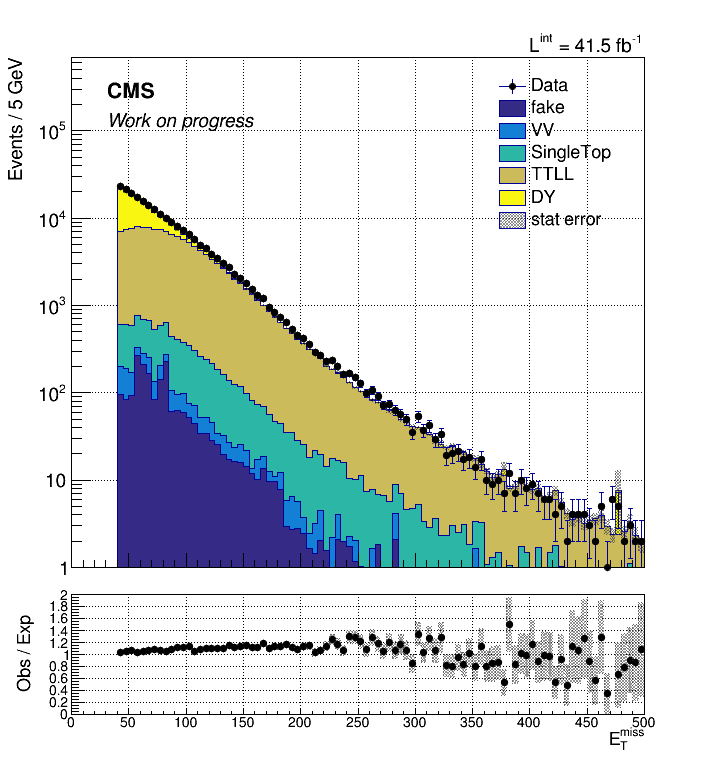 L^int = 41.5 fb^-1
Events / 5 GeV
CMS
Work on progress
Data
fake
VV
SingleTop
TTLL
DY
stat error
10^5
10^4
10^3
10^2
10
1
Obs / Exp
2
1.8
1.6
1.4
1.2
1
0.8
0.6
0.4
0.2
0
0 50 100 150 200 250 300 350 400 450 500
E_T^miss